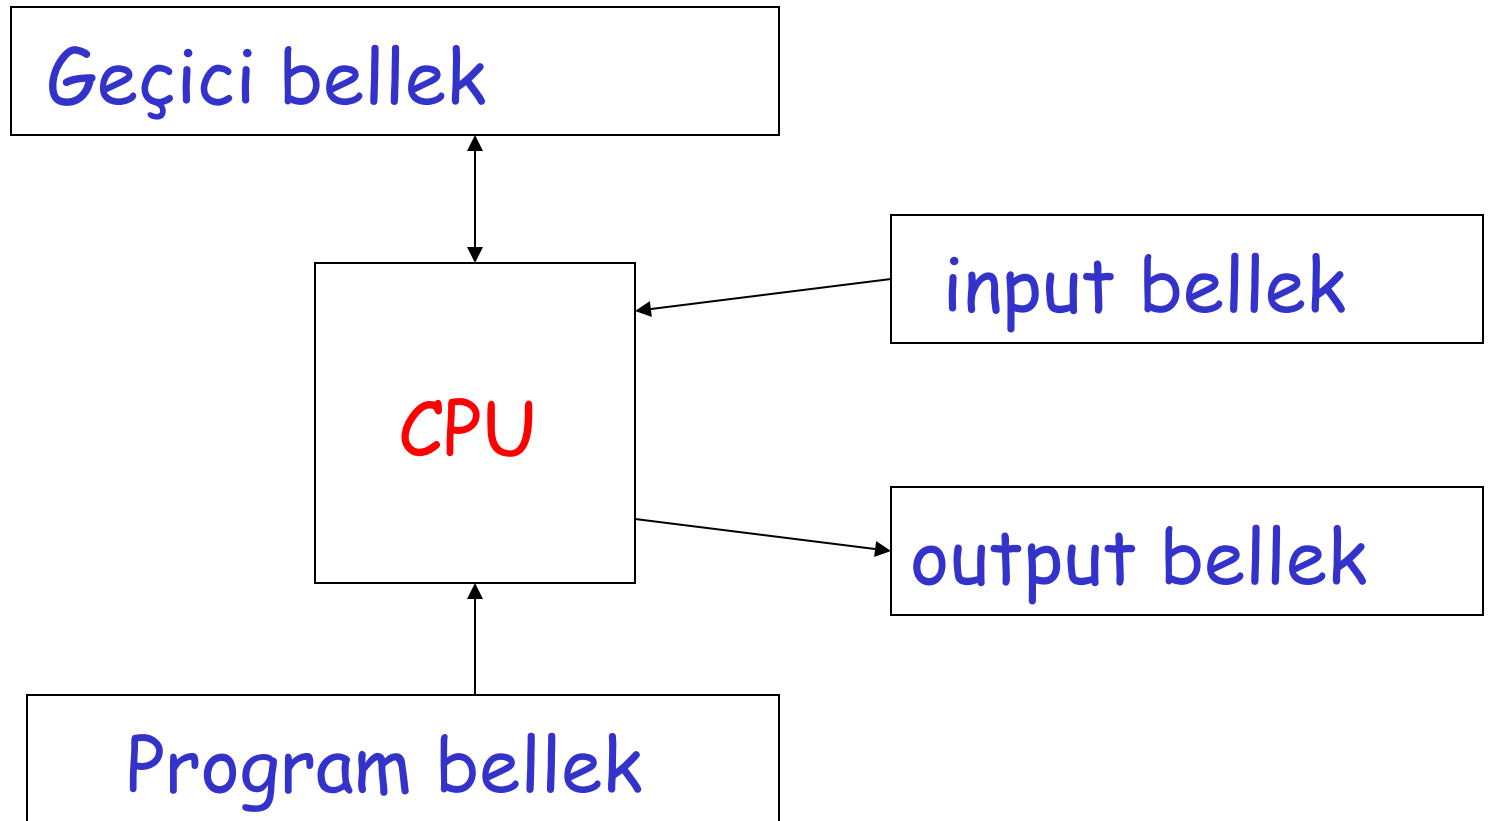 Geçici bellek
input bellek
CPU
output bellek
Program bellek